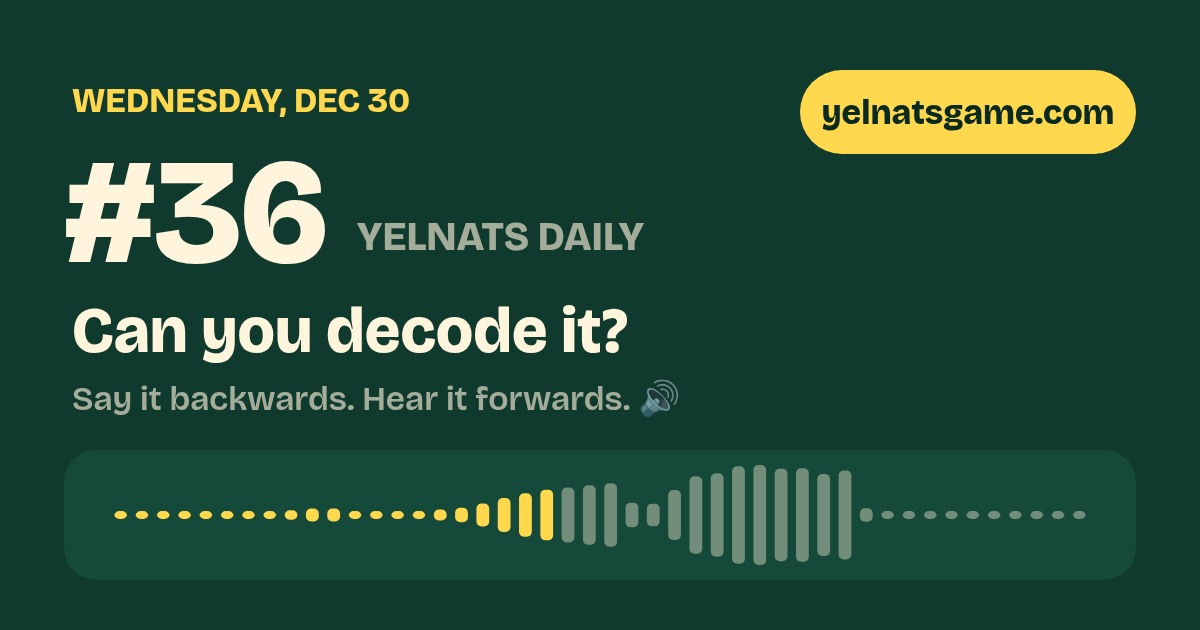 WEDNESDAY, DEC 30
yelnatsgame.com
#36 YELNATS DAILY
Can you decode it?
Say it backwards. Hear it forwards. 🔊